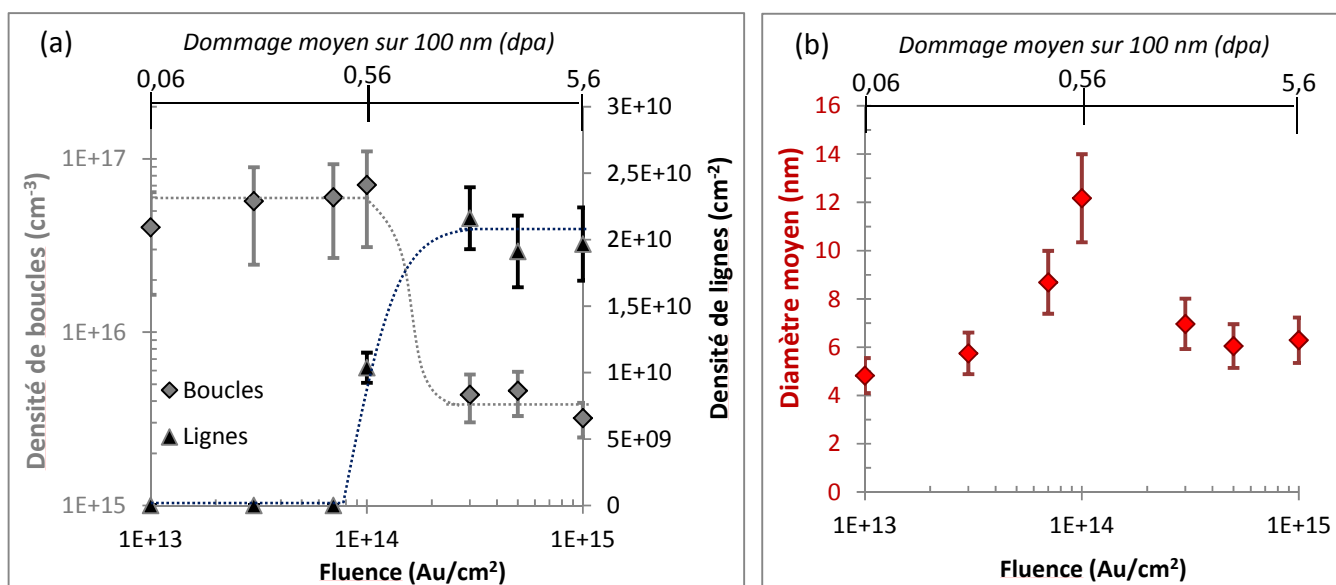 (a)
Dommage moyen sur 100 nm (dpa)
0,06
0,56
5,6
Densité de boucles (cm-3)
1E+17
1E+16
1E+15
Boucles
Lignes
3E+10
2,5E+10
2E+10
1,5E+10
1E+10
5E+09
0
Densité de lignes (cm-2)
1E+13
1E+14
1E+15
Fluence (Au/cm²)
(b)
Dommage moyen sur 100 nm (dpa)
0,06
0,56
5,6
Diamètre moyen (nm)
16
14
12
10
8
6
4
2
0
1E+13
1E+14
1E+15
Fluence (Au/cm²)